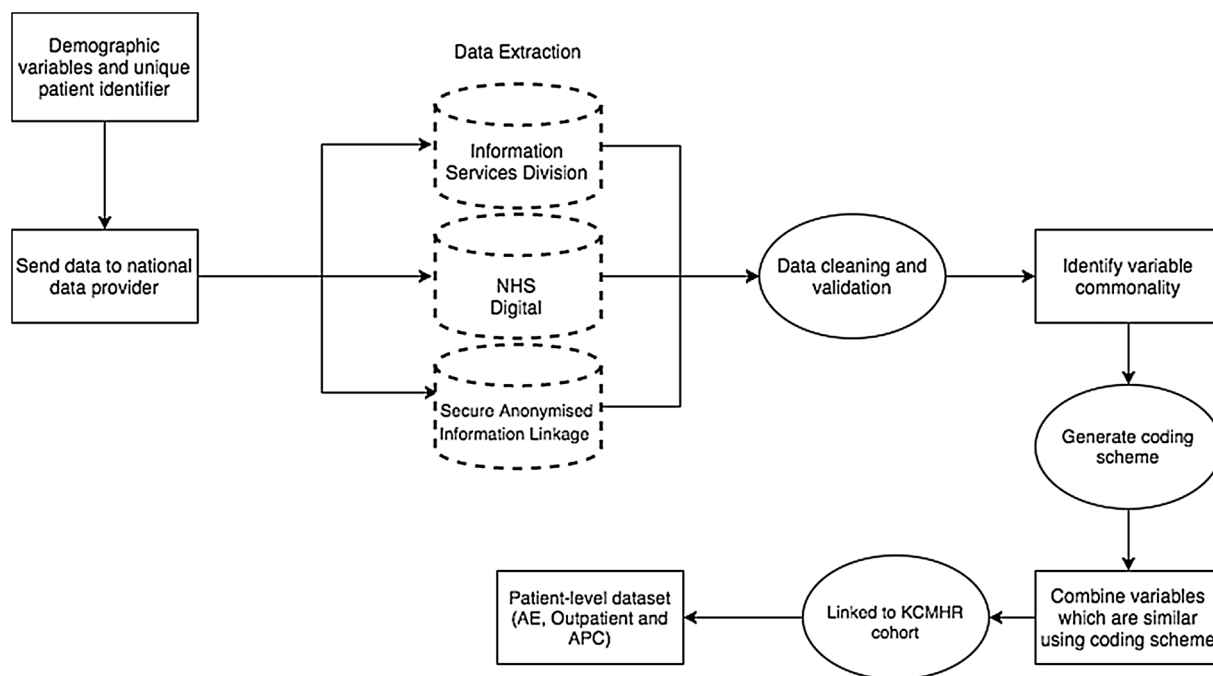 Demographic
variables and unique
patient identifier
Send data to national
data provider
Data Extraction
Information
Services Division
NHS
Digital
Secure Anonymised
Information Linkage
Data cleaning and
validation
Identify variable
commonality
Generate coding
scheme
Combine variables
which are similar
using coding scheme
Linked to KCMHR
cohort
Patient-level dataset
(AE, Outpatient and
APC)